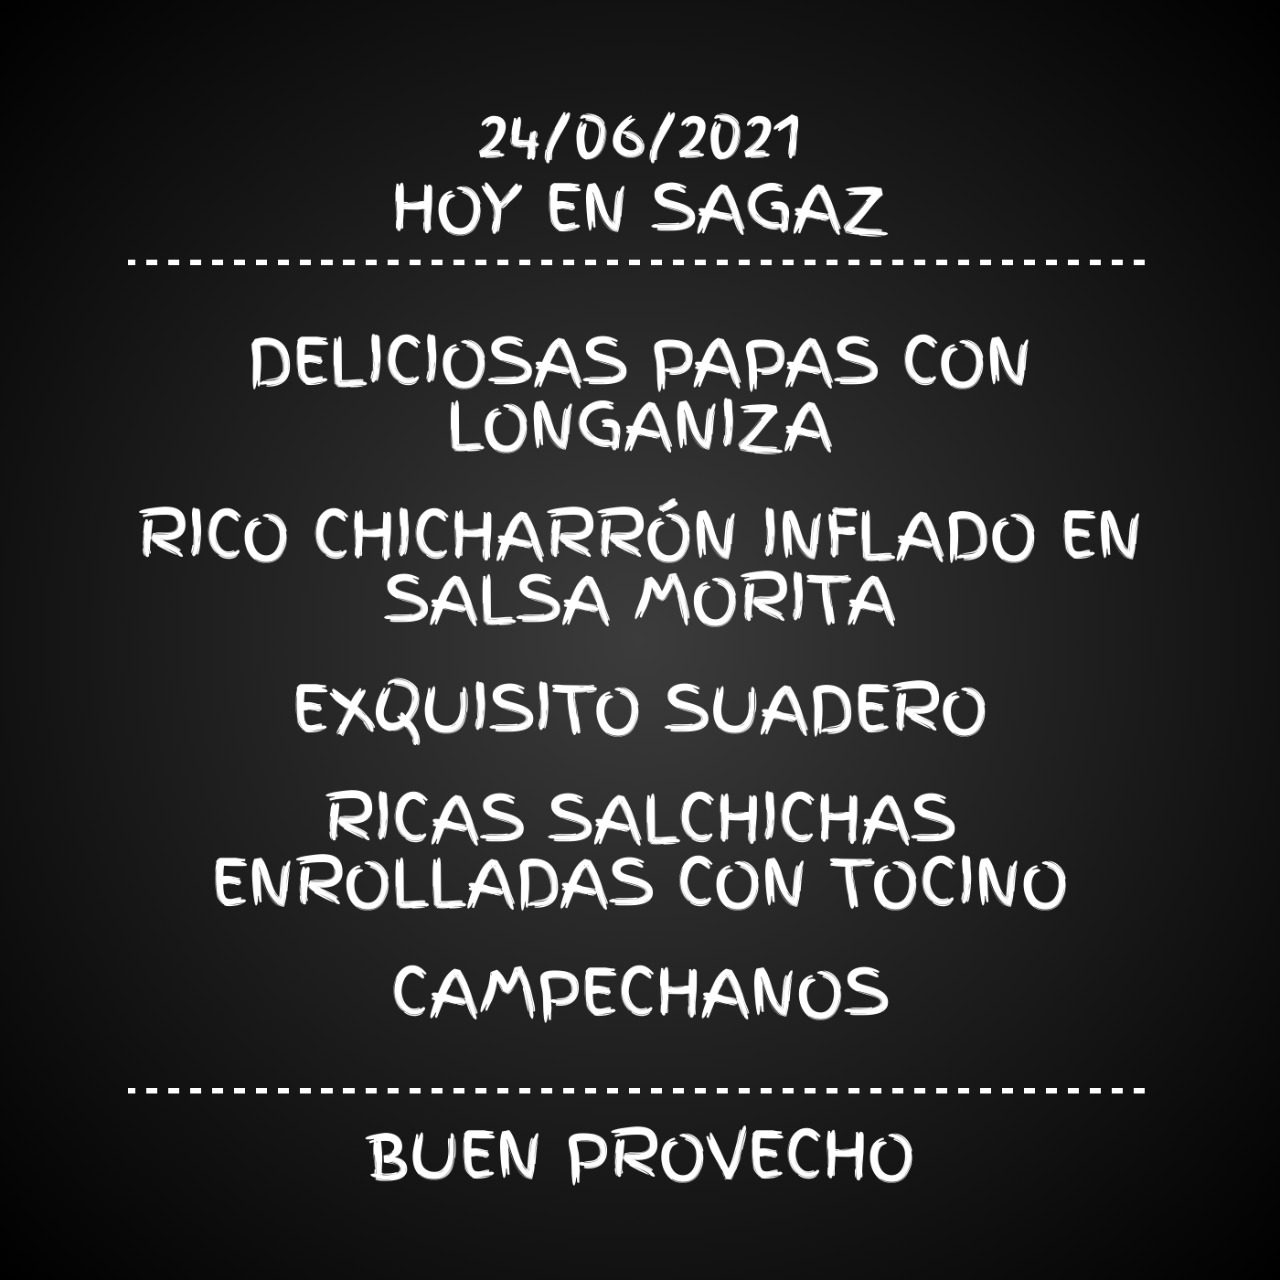 24/06/2021
HOY EN SAGAZ
DELICIOSAS PAPAS CON
LONGANIZA
RICO CHICHARRÓN INFLADO EN
SALSA MORITA
EXQUISITO SUADERO
RICAS SALCHICHAS
ENROLLADAS CON TOCINO
CAMPECHANOS
BUEN PROVECHO